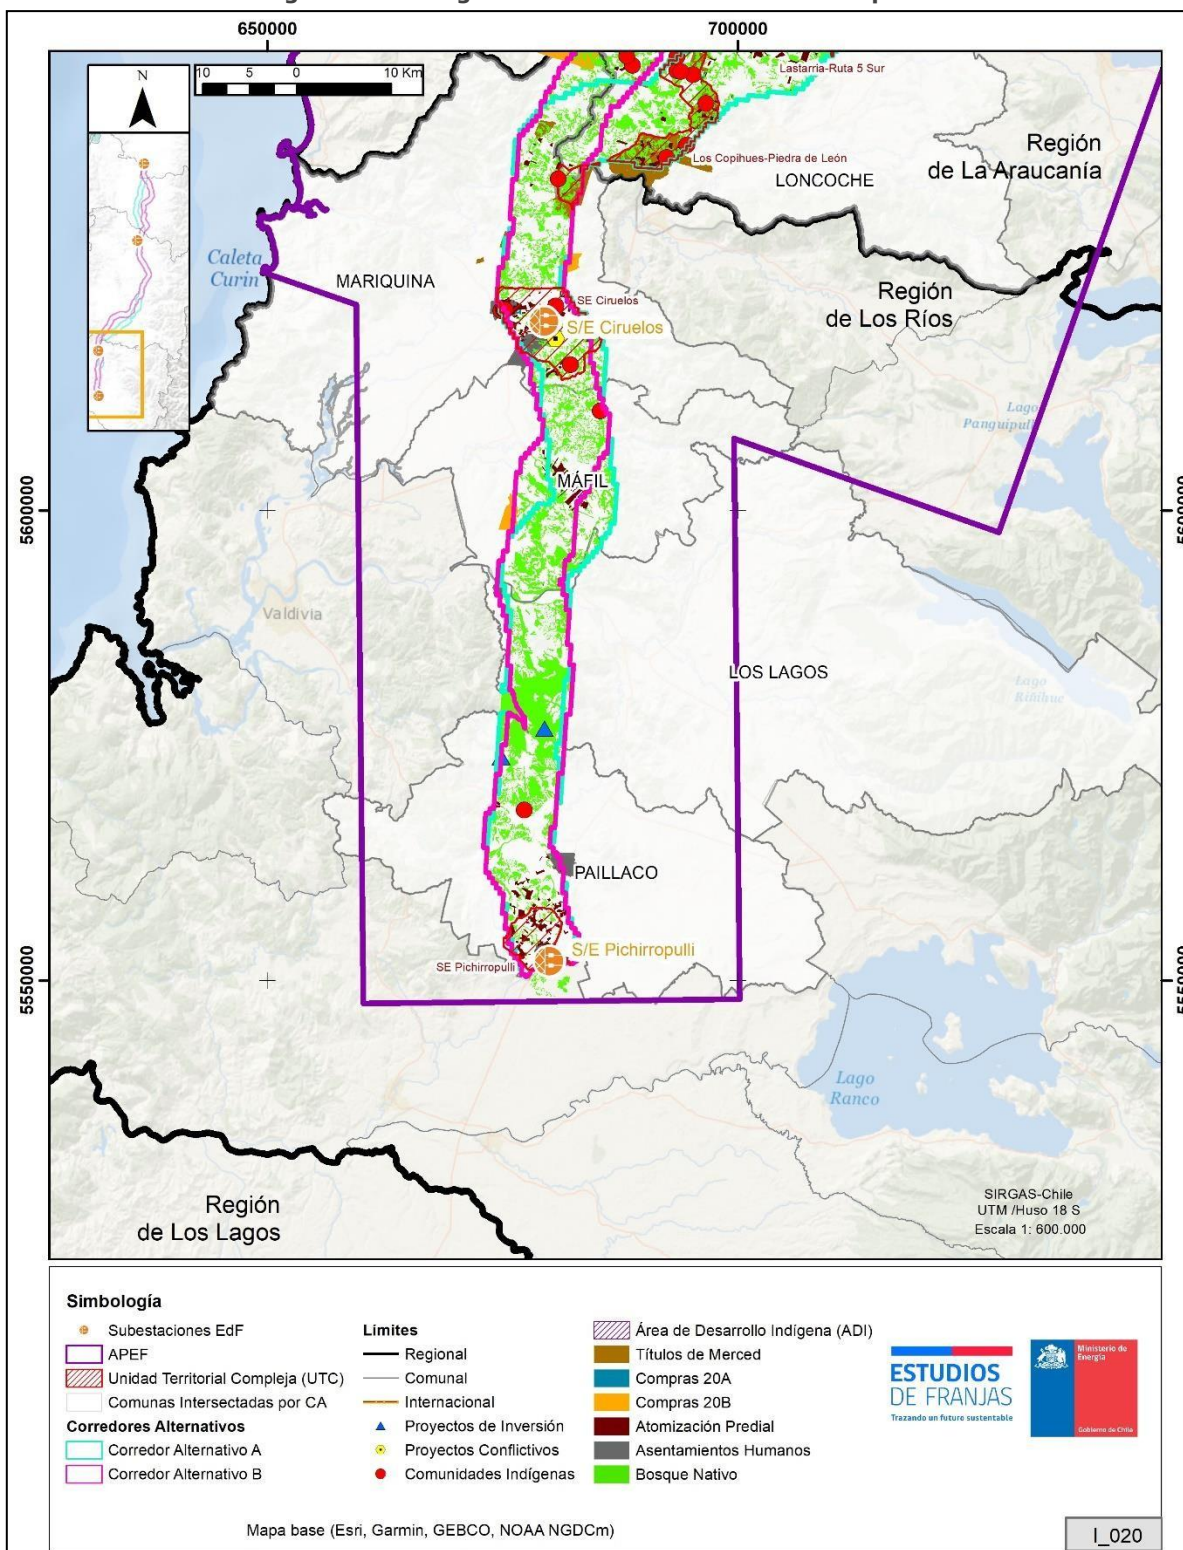 650000
700000
N
10 5 0 10 Km
Lastarria-Ruta 5 Sur
Región
de La Araucanía
Los Copihues-Piedra de León
LONCOCHE
Caleta
Curin
MARIQUINA
Región
de Los Ríos
SE Ciruelos
S/E Ciruelos
Lago
Panguipulli
MÁFIL
5600000
5600000
Valdivia
LOS LAGOS
Lago
Riñihue
PAILLACO
S/E Pichirropulli
SE Pichirropulli
5550000
5550000
Lago
Ranco
Región
de Los Lagos
SIRGAS-Chile
UTM /Huso 18 S
Escala 1: 600.000
Simbología
Subestaciones EdF
APEF
Unidad Territorial Compleja (UTC)
Comunas Intersectadas por CA
Corredores Alternativos
Corredor Alternativo A
Corredor Alternativo B
Límites
Regional
Comunal
Internacional
Proyectos de Inversión
Proyectos Conflictivos
Comunidades Indígenas
Área de Desarrollo Indígena (ADI)
Títulos de Merced
Compras 20A
Compras 20B
Atomización Predial
Asentamientos Humanos
Bosque Nativo
ESTUDIOS
DE FRANJAS
Trazando un futuro sustentable
Ministerio de
Energía
Gobierno de Chile
Mapa base (Esri, Garmin, GEBCO, NOAA NGDCm)
I_020